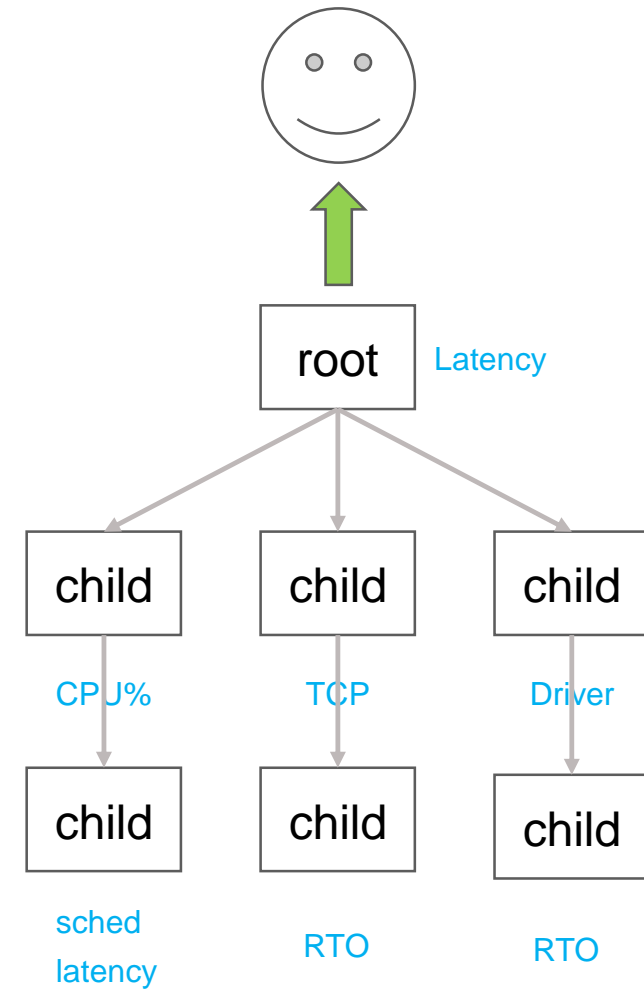 root
Latency
child
child
child
CPU%
TCP
Driver
child
child
child
sched
latency
RTO
RTO